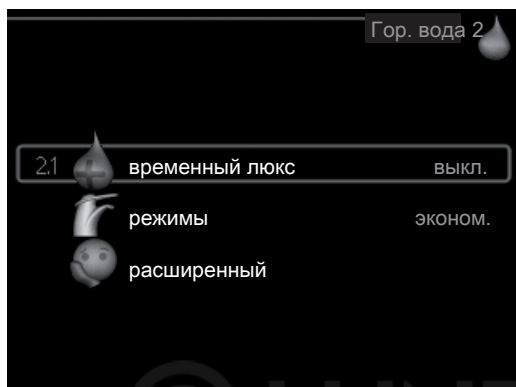 Гор. вода 2
2.1 временный люкс выкл.
режимы эконом.
расширенный